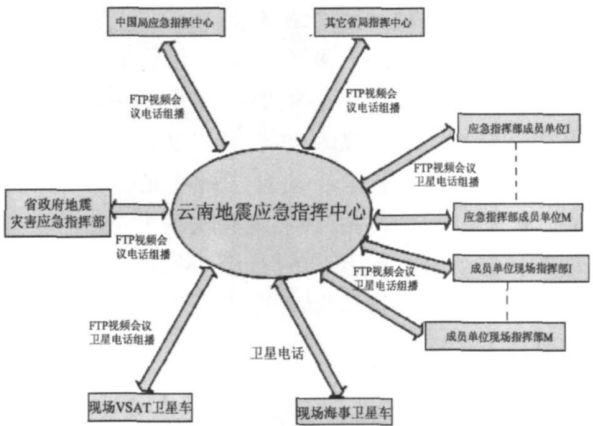 中国局应急指挥中心
其它省局指挥中心
FTP视频会
议电话组播
FTP视频会
议电话组播
应急指挥部成员单位I
FTP视频会议
卫星电话组播
省政府地震
灾害应急指挥部
云南地震应急指挥中心
应急指挥部成员单位M
FTP视频会
议电话组播
FTP视频会议
卫星电话组播
成员单位现场指挥部I
FTP视频会议
卫星电话组播
卫星电话
成员单位现场指挥部M
现场VSAT卫星车
现场海事卫星车